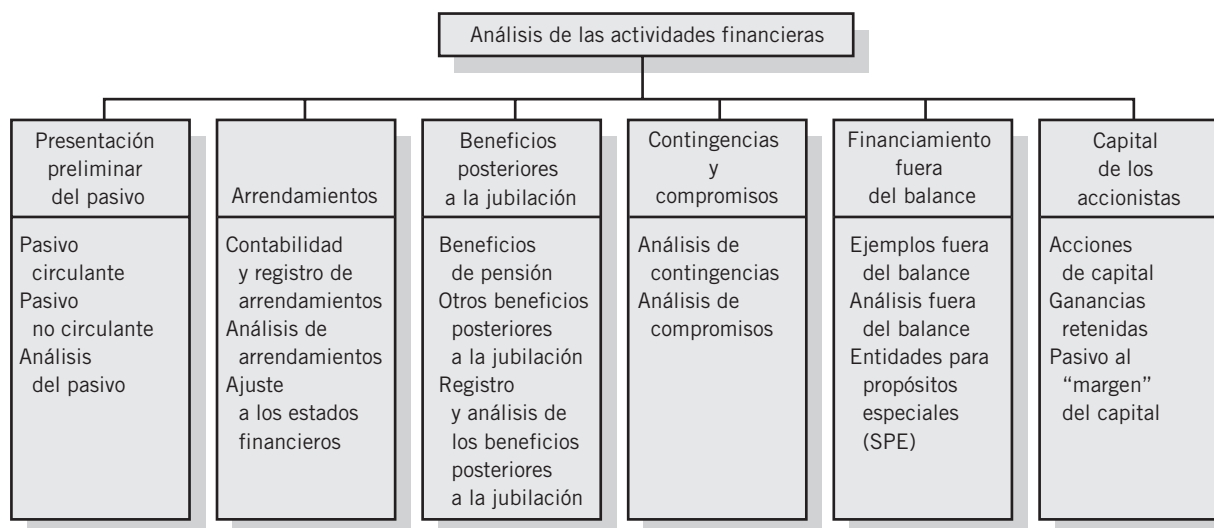 Análisis de las actividades financieras
Presentación
preliminar
del pasivo
Pasivo
circulante
Pasivo
no circulante
Análisis
del pasivo
Arrendamientos
Contabilidad
y registro de
arrendamientos
Análisis de
arrendamientos
Ajuste
a los estados
financieros
Beneficios
posteriores
a la jubilación
Beneficios
de pensión
Otros beneficios
posteriores
a la jubilación
Registro
y análisis de
los beneficios
posteriores
a la jubilación
Contingencias
y
compromisos
Análisis de
contingencias
Análisis de
compromisos
Financiamiento
fuera
del balance
Ejemplos fuera
del balance
Análisis fuera
del balance
Entidades para
propósitos
especiales
(SPE)
Capital
de los
accionistas
Acciones
de capital
Ganancias
retenidas
Pasivo al
“margen”
del capital